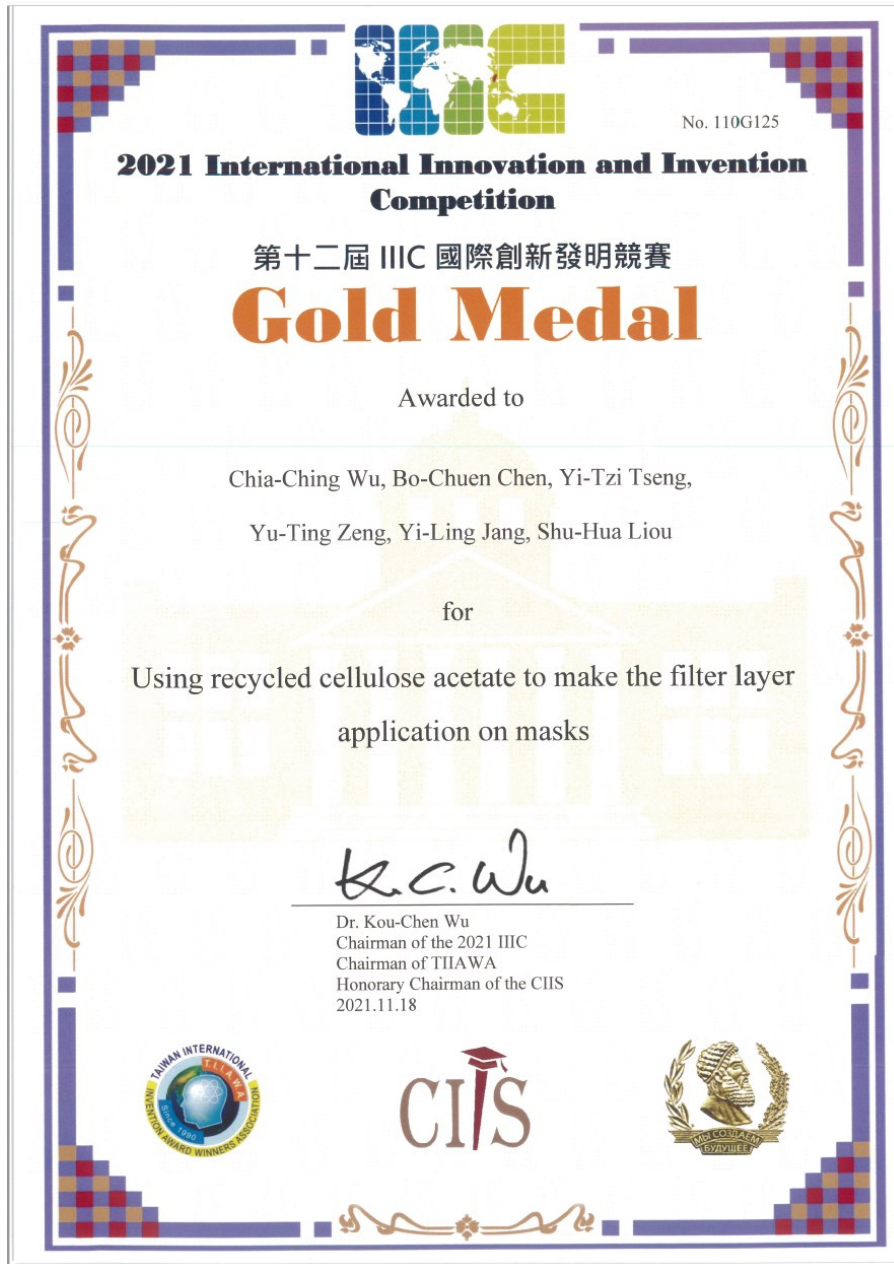 IIIC
No. 110G125
2021 International Innovation and Invention
Competition
第十二屆 IIIC 國際創新發明競賽
Gold Medal
Awarded to
Chia-Ching Wu, Bo-Chuen Chen, Yi-Tzi Tseng,
Yu-Ting Zeng, Yi-Ling Jang, Shu-Hua Liou
for
Using recycled cellulose acetate to make the filter layer
application on masks
K. C. Wu
Dr. Kou-Chen Wu
Chairman of the 2021 IIIC
Chairman of TIIAWA
Honorary Chairman of the CIIS
2021.11.18
TAIWAN INTERNATIONAL
T.I.I.A.W.A
Since 1980
INVENTION AWARD WINNERS ASSOCIATION
CIIS
МЫ СОЗДАЕМ
БУДУЩЕЕ